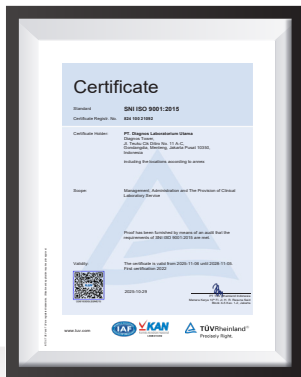 Certificate
Standard SNI ISO 9001:2015
Certificate Registr. No. 824 100 21092
Certificate Holder: PT. Diagnos Laboratorium Utama
Diagnos Tower,
Jl. Teuku Cik Ditiro No. 11 A-C,
Gondangdia, Menteng, Jakarta Pusat 10350,
Indonesia
including the locations according to annex
Scope: Management, Administration and The Provision of Clinical
Laboratory Service
Proof has been furnished by means of an audit that the
requirements of SNI ISO 9001:2015 are met.
Validity: The certificate is valid from 2025-11-06 until 2028-11-05.
First certification 2022
2025-10-29
www.tuv.com
IAF
KAN
TÜVRheinland®
Precisely Right.